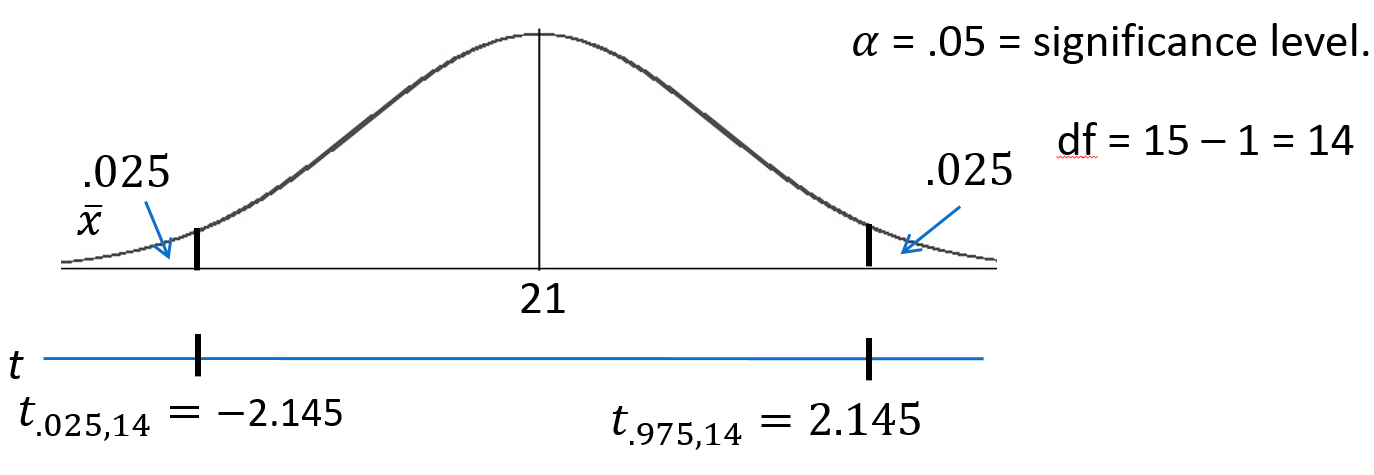 α = .05 = significance level.
df = 15 – 1 = 14
.025
x̄
.025
21
t
t.025,14 = −2.145
t.975,14 = 2.145